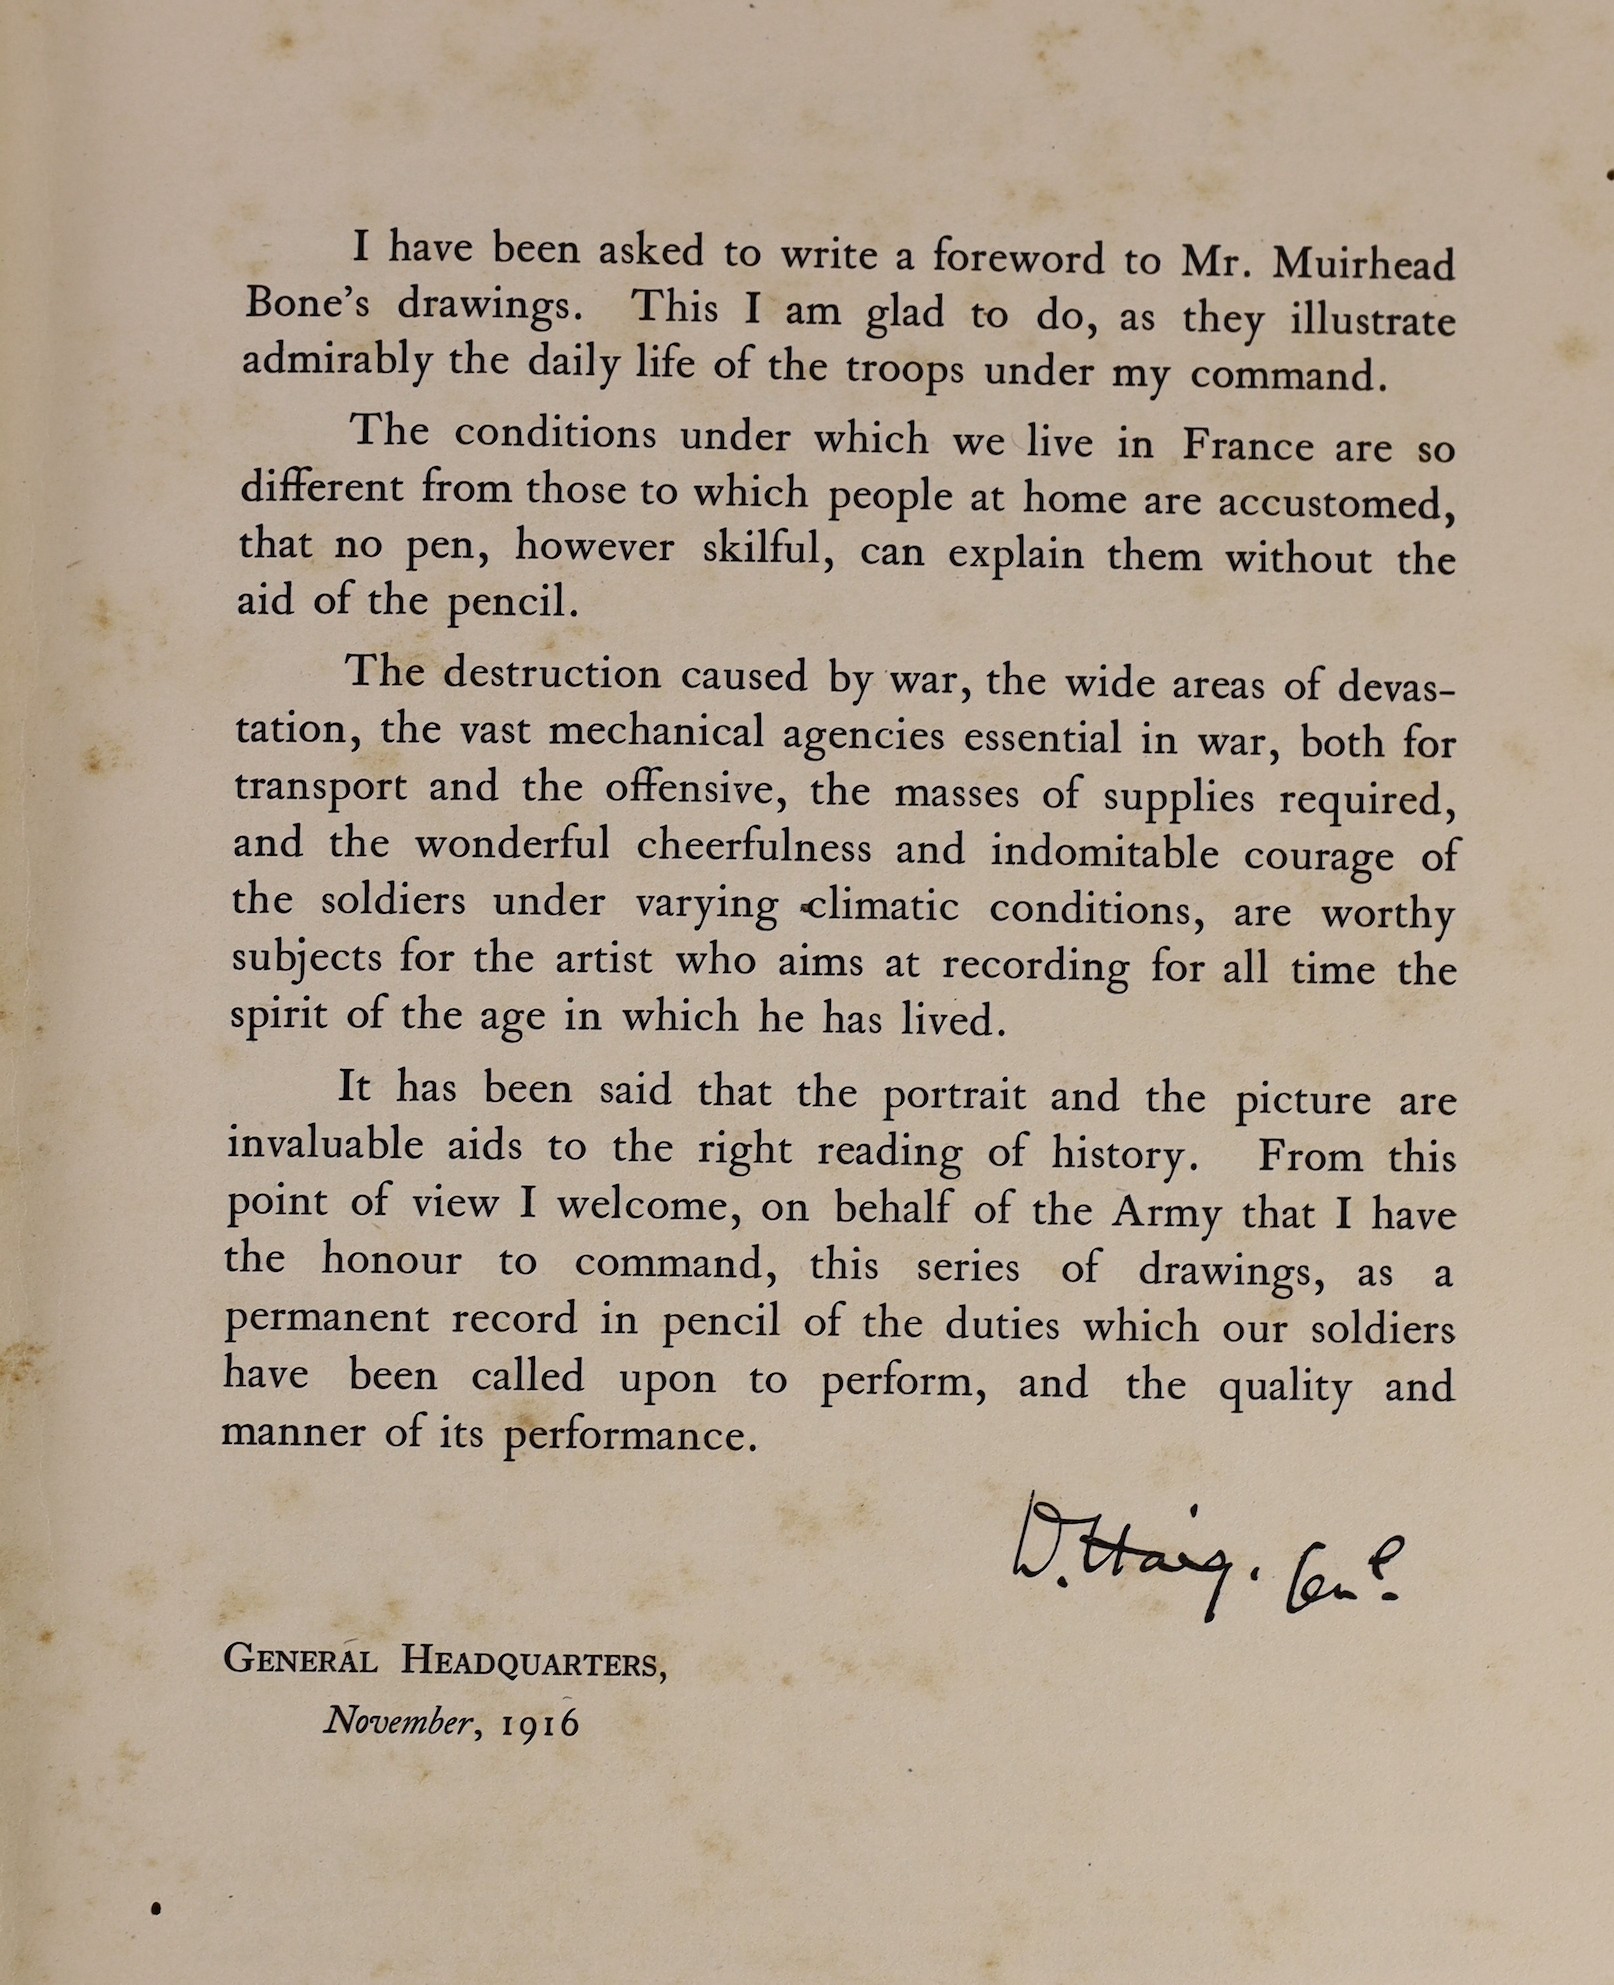 I have been asked to write a foreword to Mr. Muirhead
Bone’s drawings. This I am glad to do, as they illustrate
admirably the daily life of the troops under my command.
The conditions under which we live in France are so
different from those to which people at home are accustomed,
that no pen, however skilful, can explain them without the
aid of the pencil.
The destruction caused by war, the wide areas of devas-
tation, the vast mechanical agencies essential in war, both for
transport and the offensive, the masses of supplies required,
and the wonderful cheerfulness and indomitable courage of
the soldiers under varying climatic conditions, are worthy
subjects for the artist who aims at recording for all time the
spirit of the age in which he has lived.
It has been said that the portrait and the picture are
invaluable aids to the right reading of history. From this
point of view I welcome, on behalf of the Army that I have
the honour to command, this series of drawings, as a
permanent record in pencil of the duties which our soldiers
have been called upon to perform, and the quality and
manner of its performance.
D. Haig. Genl.
GENERAL HEADQUARTERS,
November, 1916